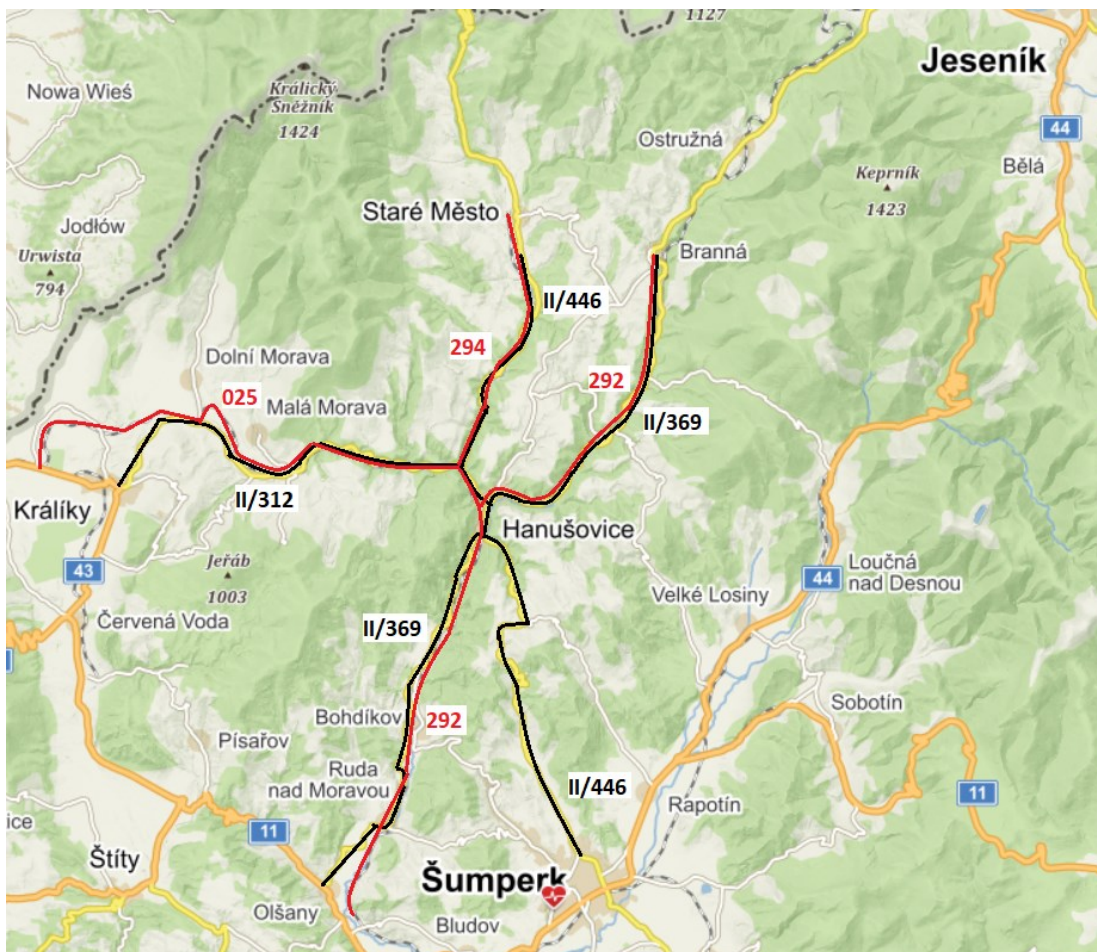 1127
Jeseník
Nowa Wieś
Králický
Sněžník
1424
44
Ostružná
Bělá
Keprník
1423
Staré Město
Jodłów
Urwista
794
Branná
II/446
294
Dolní Morava
292
025
Malá Morava
II/369
II/312
Králíky
Hanušovice
Jeřáb
1003
43
44
Loučná
nad Desnou
Velké Losiny
Červená Voda
II/369
Sobotín
Bohdíkov
292
Písařov
Ruda
nad Moravou
II/446
11
Rapotín
ice
11
Štíty
Šumperk
Olšany
Bludov